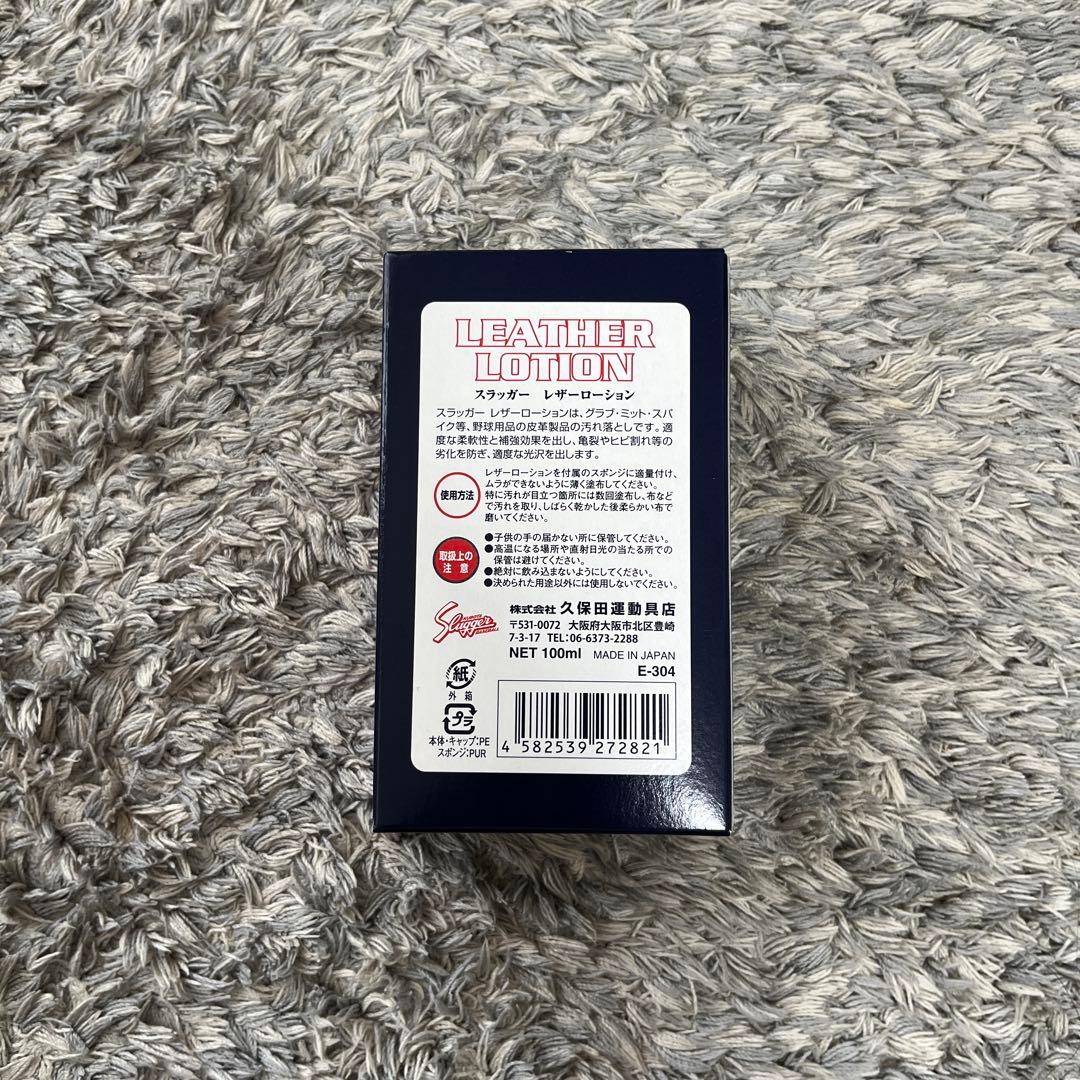 LEATHER
LOTION
スラッガー レザーローション
スラッガー レザーローションは、グラブ・ミット・スパ
イク等、野球用品の皮革製品の汚れ落としです。適
度な柔軟性と補強効果を出し、亀裂やヒビ割れ等の
劣化を防ぎ、適度な光沢を出します。
使用方法
レザーローションを付属のスポンジに適量付け、
ムラができないように薄く塗布してください。
特に汚れが目立つ箇所には数回塗布し、布など
で汚れを取り、しばらく乾かした後柔らかい布で
磨いてください。
取扱上の
注意
●子供の手の届かない所に保管してください。
●高温になる場所や直射日光の当たる所での
保管は避けてください。
●絶対に飲み込まないようにしてください。
●決められた用途以外には使用しないでください。
Slugger
株式会社 久保田運動具店
〒531-0072 大阪府大阪市北区豊崎
7-3-17 TEL:06-6373-2288
NET 100ml MADE IN JAPAN
E-304
紙
外箱
プラ
本体・キャップ:PE
スポンジ:PUR
4 582539 272821